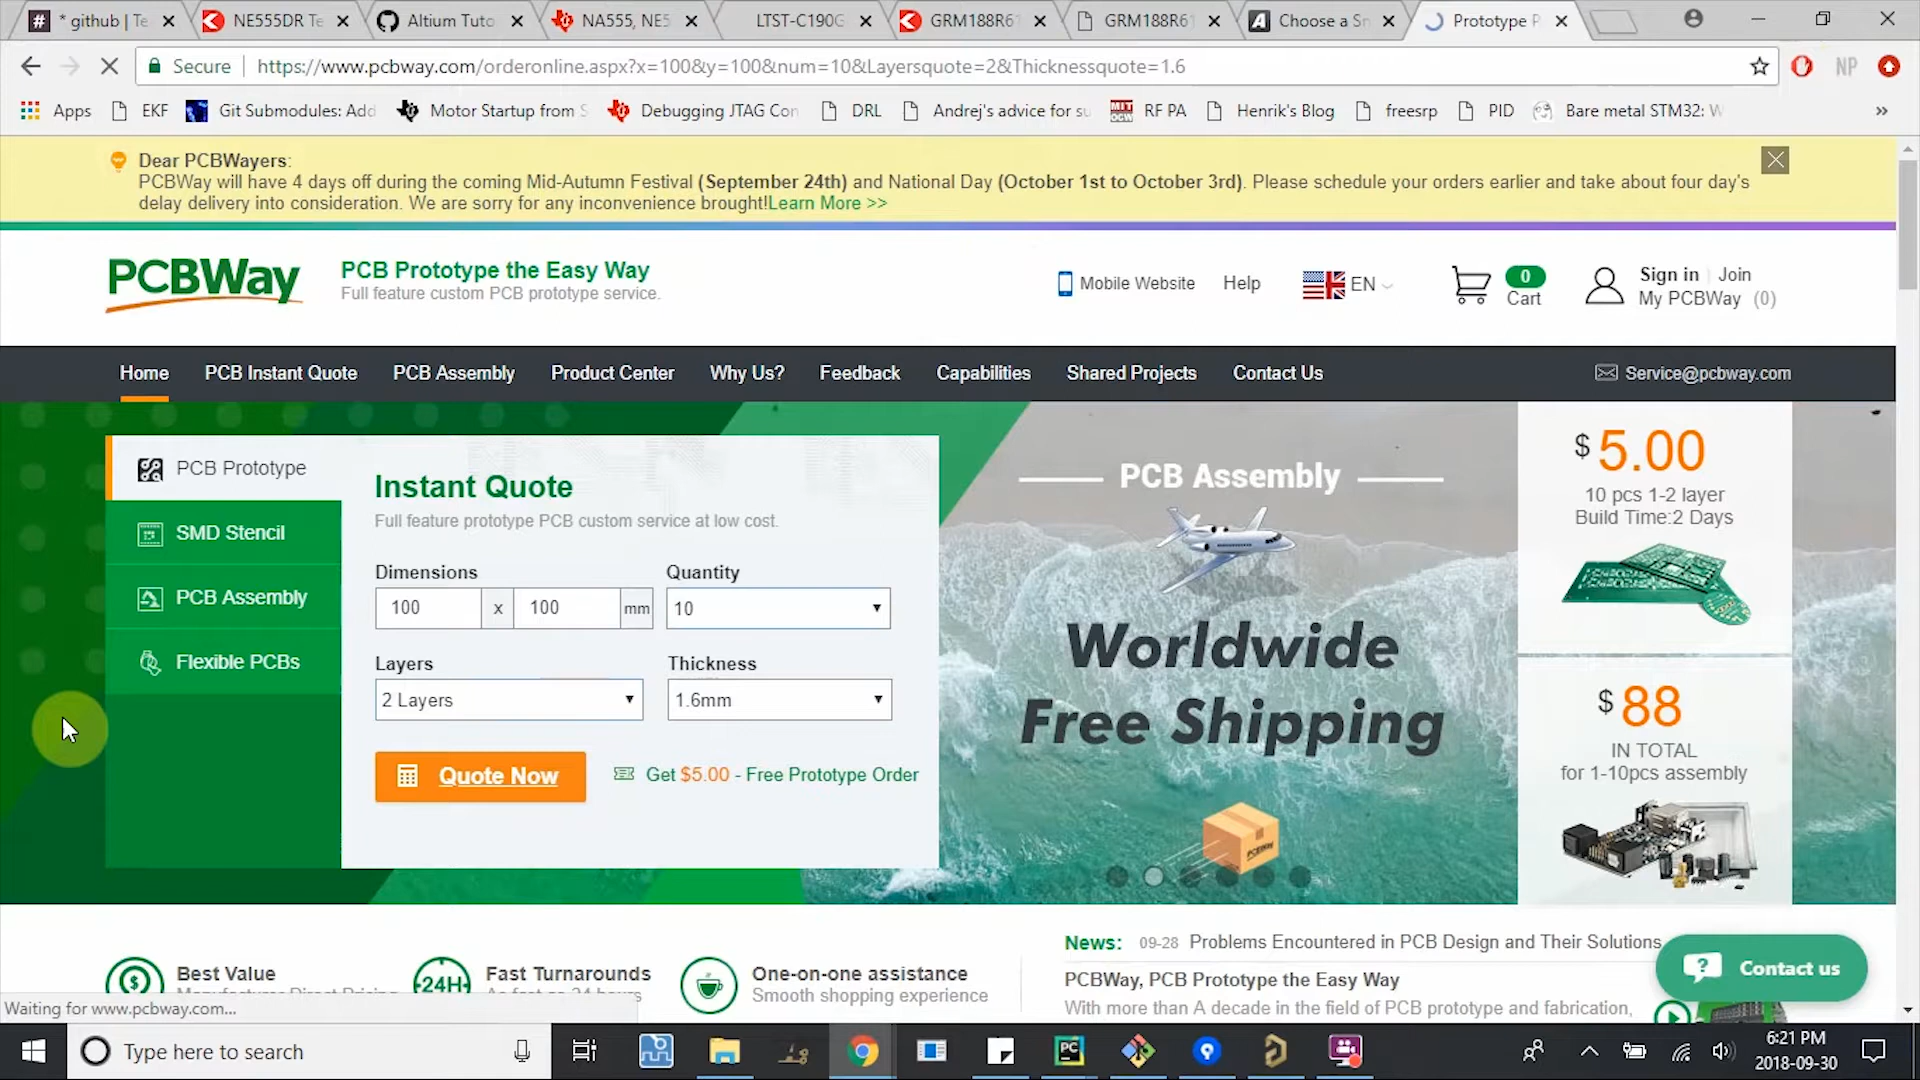 * github | Te
NE555DR Te
Altium Tuto
NA555, NE5
LTST-C190G
GRM188R61
GRM188R61
Choose a Sn
Prototype P
Secure
https://www.pcbway.com/orderonline.aspx?x=100&y=100&num=10&Layersquote=2&Thicknessquote=1.6
NP
Apps
EKF
Git Submodules: Add
Motor Startup from S
Debugging JTAG Con
DRL
Andrej's advice for su
RF PA
Henrik's Blog
freesrp
PID
Bare metal STM32: W
»
Dear PCBWayers:
PCBWay will have 4 days off during the coming Mid-Autumn Festival (September 24th) and National Day (October 1st to October 3rd). Please schedule your orders earlier and take about four day's
delay delivery into consideration. We are sorry for any inconvenience brought!Learn More >>
PCBWay
PCB Prototype the Easy Way
Full feature custom PCB prototype service.
Mobile Website
Help
EN
0
Cart
Sign in | Join
My PCBWay (0)
Home
PCB Instant Quote
PCB Assembly
Product Center
Why Us?
Feedback
Capabilities
Shared Projects
Contact Us
Service@pcbway.com
PCB Prototype
SMD Stencil
PCB Assembly
Flexible PCBs
Instant Quote
Full feature prototype PCB custom service at low cost.
Dimensions
Quantity
100 x 100 mm
10
Layers
Thickness
2 Layers
1.6mm
Quote Now
Get $5.00 - Free Prototype Order
PCB Assembly
Worldwide
Free Shipping
$ 5.00
10 pcs 1-2 layer
Build Time:2 Days
$ 88
IN TOTAL
for 1-10pcs assembly
Best Value
24H
Fast Turnarounds
One-on-one assistance
Smooth shopping experience
News: 09-28 Problems Encountered in PCB Design and Their Solutions
PCBWay, PCB Prototype the Easy Way
With more than A decade in the field of PCB prototype and fabrication,
Contact us
Waiting for www.pcbway.com...
Type here to search
PC
6:21 PM
2018-09-30